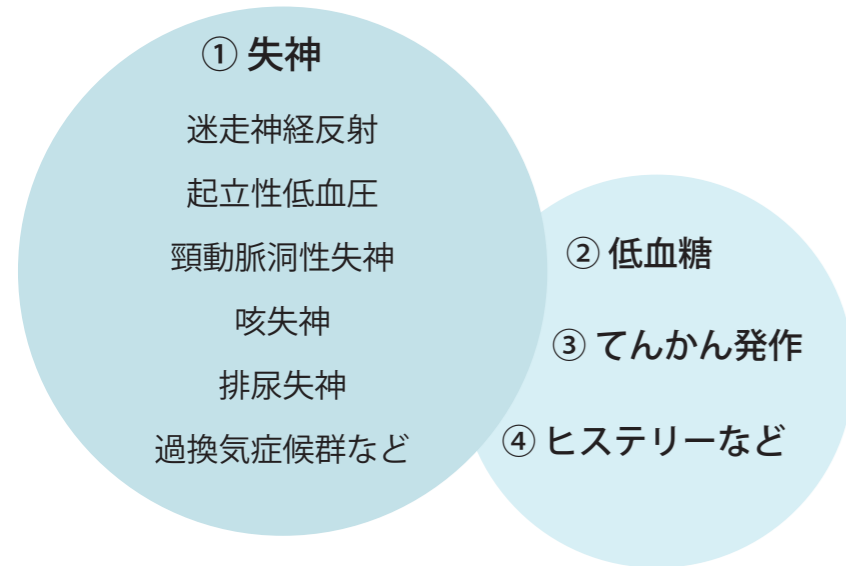 ① 失神
迷走神経反射
起立性低血圧
頸動脈洞性失神
咳失神
排尿失神
過換気症候群など
② 低血糖
③ てんかん発作
④ ヒステリーなど